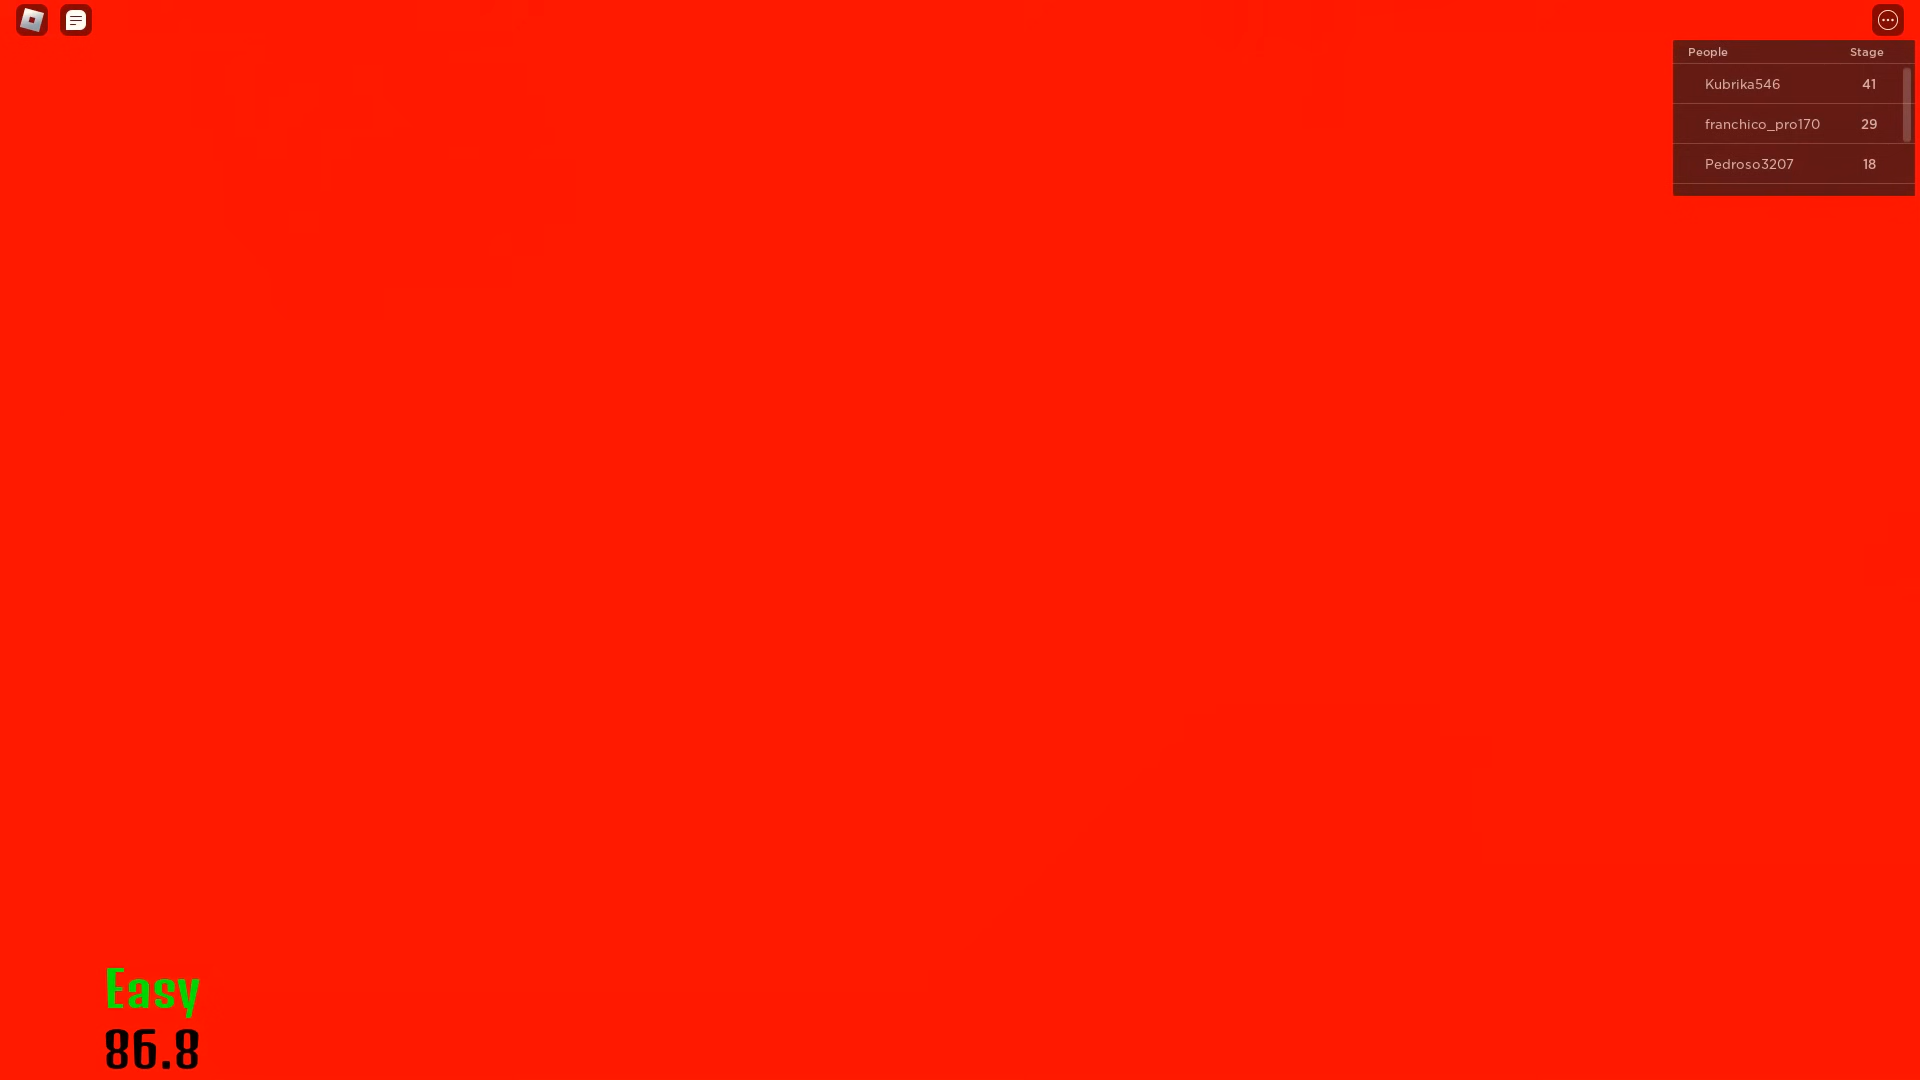 People Stage
Kubrika546 41
franchico_pro170 29
Pedroso3207 18
Easy
86.8